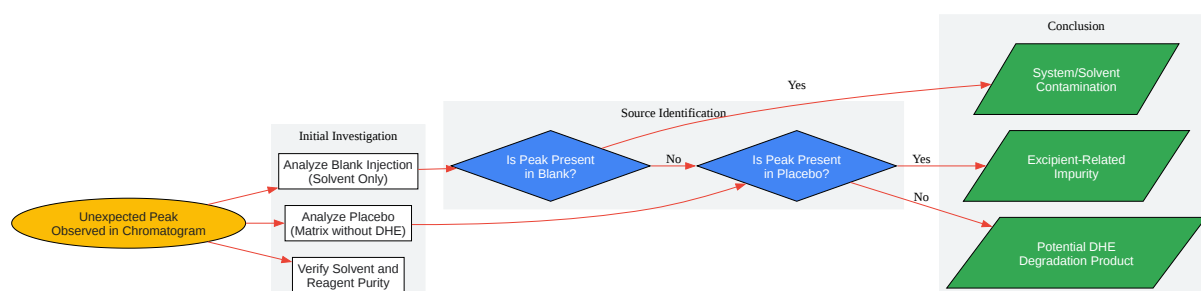 Unexpected Peak
Observed in Chromatogram
Initial Investigation
Analyze Blank Injection
(Solvent Only)
Analyze Placebo
(Matrix without DHE)
Verify Solvent and
Reagent Purity
Source Identification
Is Peak Present
in Blank?
No
Is Peak Present
in Placebo?
Yes
Yes
No
Conclusion
System/Solvent
Contamination
Excipient-Related
Impurity
Potential DHE
Degradation Product